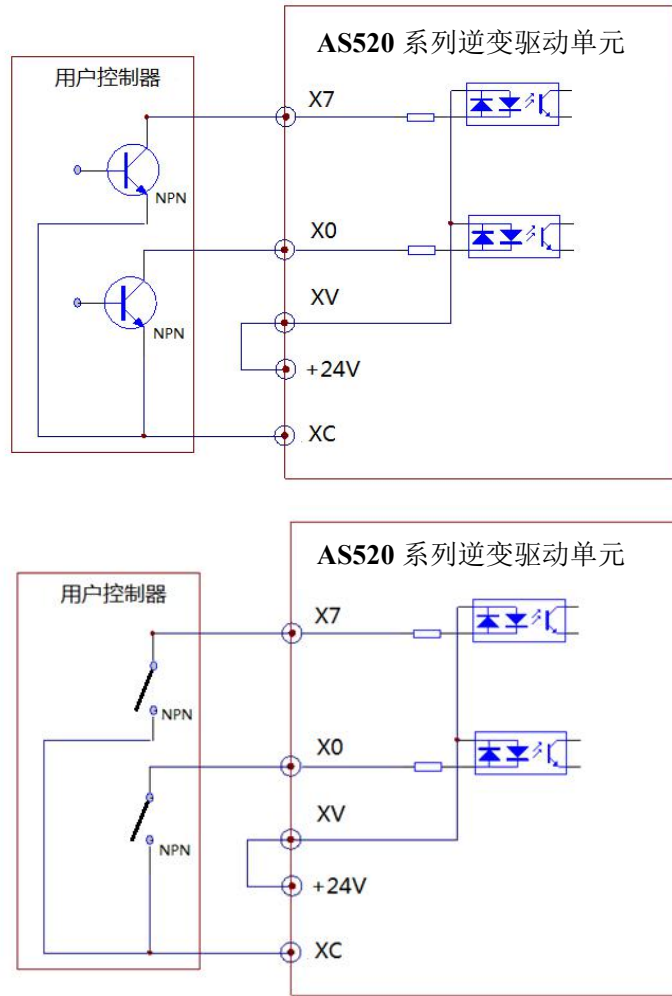 AS520 系列逆变驱动单元
用户控制器
X7
NPN
X0
NPN
XV
+24V
XC
AS520 系列逆变驱动单元
用户控制器
X7
NPN
X0
NPN
XV
+24V
XC